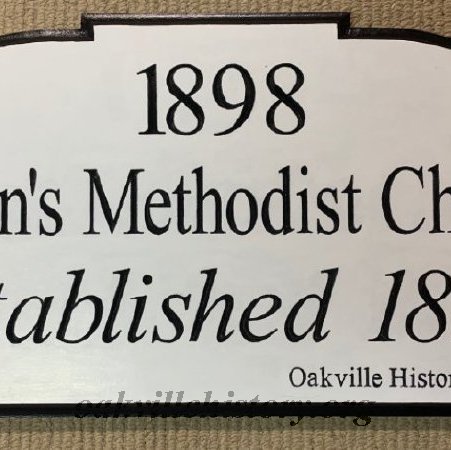 1898
n's Methodist Ch
tablished 18
Oakville Histor
oakvillehistory.org